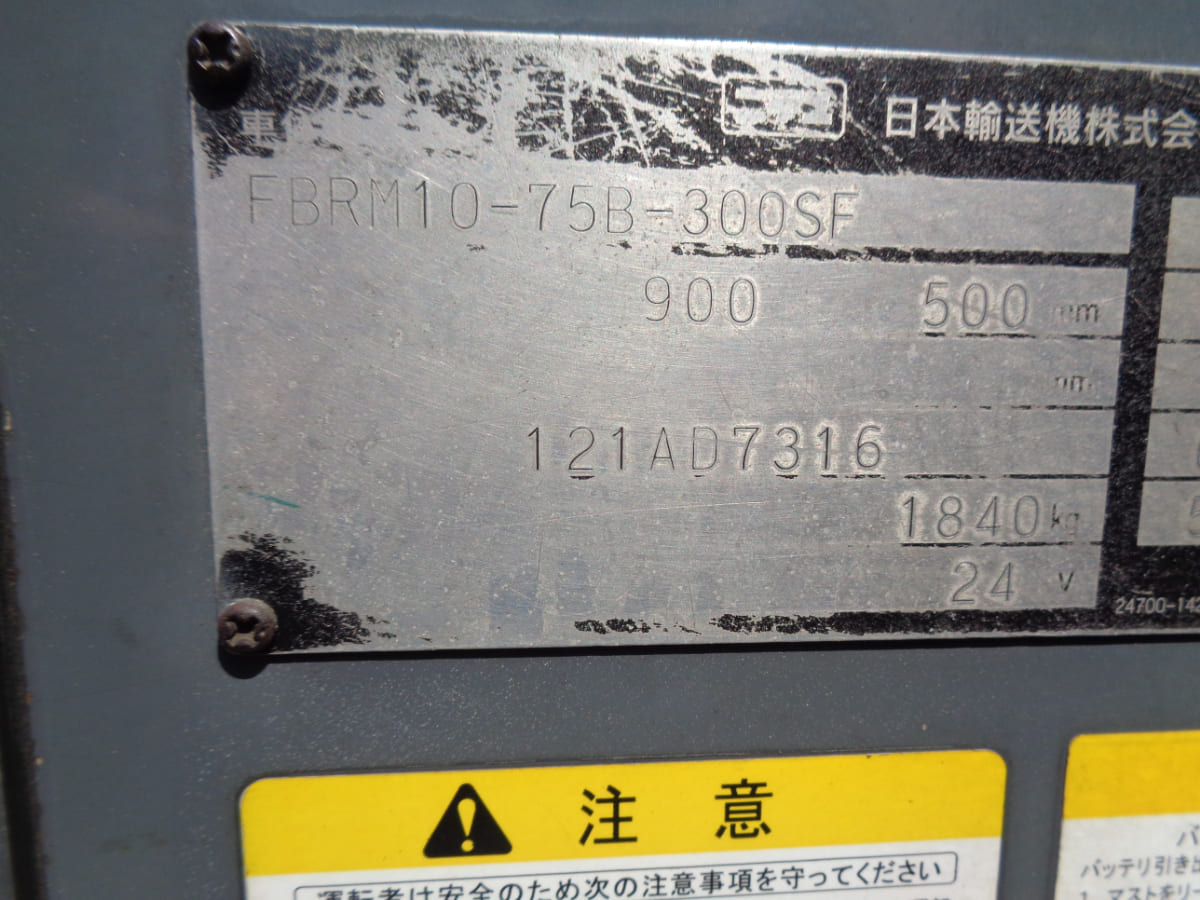 日本輸送機株式会
車
FBRM10-75B-300SF
900 500 mm
mm
121AD7316
1840 kg
24 V
24700-14
注意
運転者は安全のため次の注意事項を守ってください
バ
バッテリ引き出
1. マストをリー